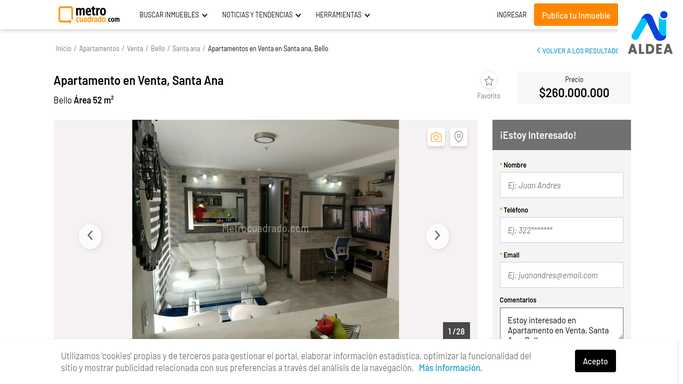 metro
cuadrado.com
BUSCAR INMUEBLES
NOTICIAS Y TENDENCIAS
HERRAMIENTAS
INGRESAR
Publica tu Inmueble
ALDEA
Inicio / Apartamentos / Venta / Bello / Santa ana / Apartamentos en Venta en Santa ana, Bello
VOLVER A LOS RESULTAD
Apartamento en Venta, Santa Ana
Bello Área 52 m²
Favorito
Precio
$260.000.000
¡Estoy Interesado!
* Nombre
Ej: Juan Andres
* Teléfono
Ej: 322*******
* Email
Ej: juanandres@email.com
Comentarios
Estoy interesado en
Apartamento en Venta, Santa
Metrocuadrado.com
1 / 28
Utilizamos 'cookies' propias y de terceros para gestionar el portal, elaborar información estadística, optimizar la funcionalidad del
sitio y mostrar publicidad relacionada con sus preferencias a través del análisis de la navegación. Más Información.
Acepto